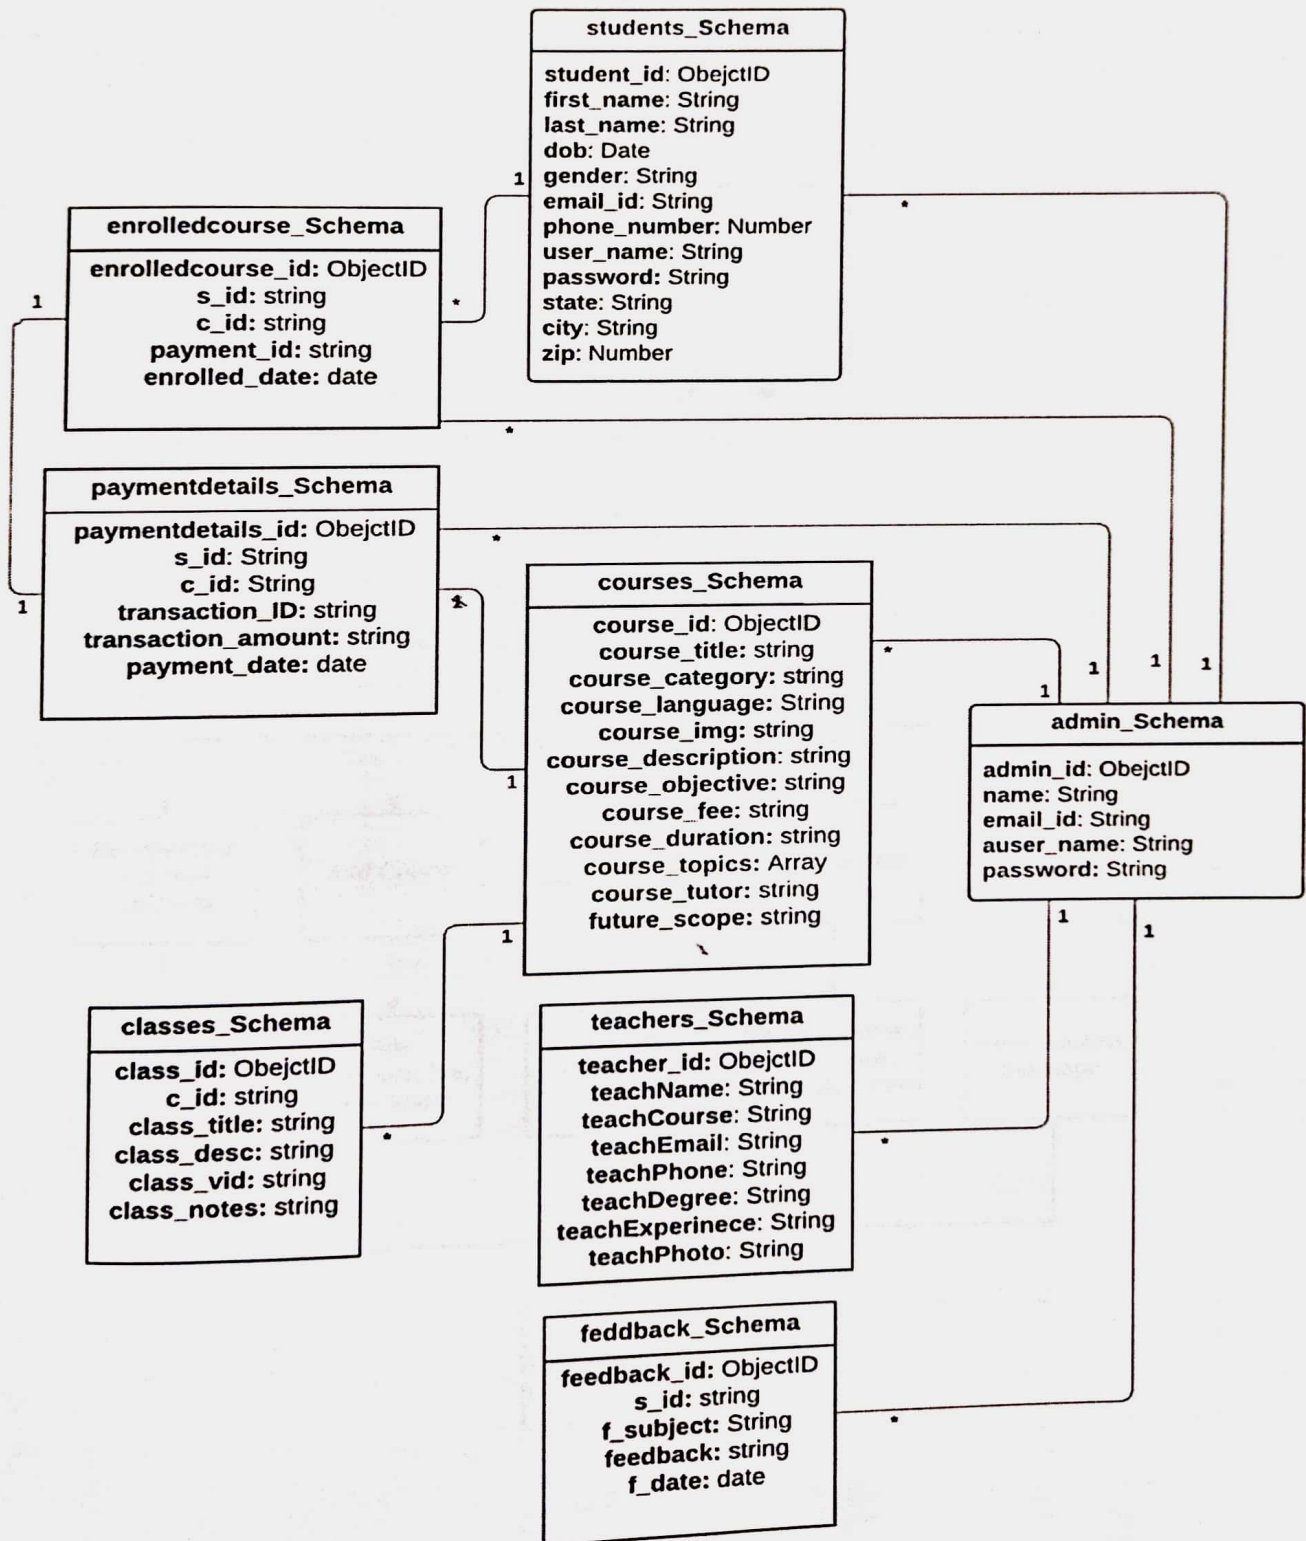 students_Schema
student_id: ObejctID
first_name: String
last_name: String
dob: Date
gender: String
email_id: String
phone_number: Number
user_name: String
password: String
state: String
city: String
zip: Number
1
*
*
enrolledcourse_Schema
enrolledcourse_id: ObjectID
s_id: string
c_id: string
payment_id: string
enrolled_date: date
1
*
paymentdetails_Schema
paymentdetails_id: ObejctID
s_id: String
c_id: String
transaction_ID: string
transaction_amount: string
payment_date: date
1
*
courses_Schema
course_id: ObjectID
course_title: string
course_category: string
course_language: String
course_img: string
course_description: string
course_objective: string
course_fee: string
course_duration: string
course_topics: Array
course_tutor: string
future_scope: string
1
1
*
1
1
1
1
admin_Schema
admin_id: ObejctID
name: String
email_id: String
auser_name: String
password: String
1
1
classes_Schema
class_id: ObejctID
c_id: string
class_title: string
class_desc: string
class_vid: string
class_notes: string
*
teachers_Schema
teacher_id: ObejctID
teachName: String
teachCourse: String
teachEmail: String
teachPhone: String
teachDegree: String
teachExperinece: String
teachPhoto: String
*
feddback_Schema
feedback_id: ObjectID
s_id: string
f_subject: String
feedback: string
f_date: date
*